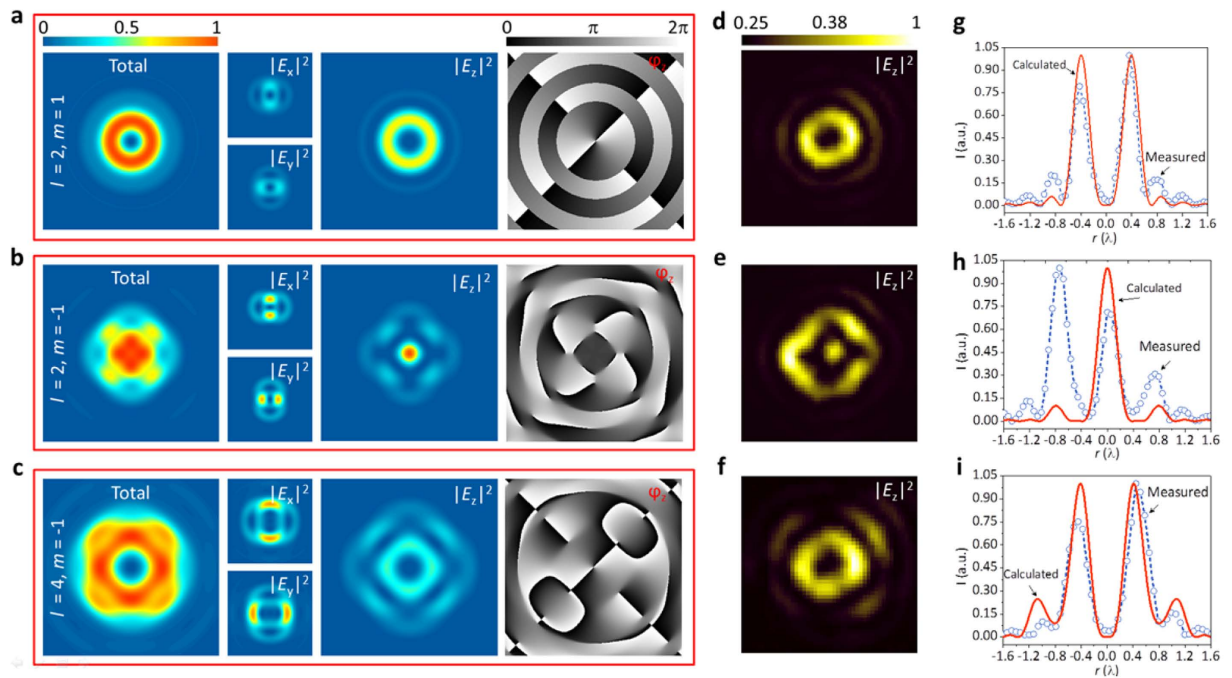 a
0 0.5 1
0 π 2π
l = 2, m = 1
Total
|Ex|2
|Ey|2
|Ez|2
φz
b
l = 2, m = -1
Total
|Ex|2
|Ey|2
|Ez|2
φz
c
l = 4, m = -1
Total
|Ex|2
|Ey|2
|Ez|2
φz
d
0.25 0.38 1
|Ez|2
e
|Ez|2
f
|Ez|2
g
I (a.u.)
1.05
0.90
0.75
0.60
0.45
0.30
0.15
0.00
Calculated
Measured
-1.6 -1.2 -0.8 -0.4 0.0 0.4 0.8 1.2 1.6
r (λ)
h
I (a.u.)
1.05
0.90
0.75
0.60
0.45
0.30
0.15
0.00
Calculated
Measured
-1.6 -1.2 -0.8 -0.4 0.0 0.4 0.8 1.2 1.6
r (λ)
i
I (a.u.)
1.05
0.90
0.75
0.60
0.45
0.30
0.15
0.00
Measured
Calculated
-1.6 -1.2 -0.8 -0.4 0.0 0.4 0.8 1.2 1.6
r (λ)